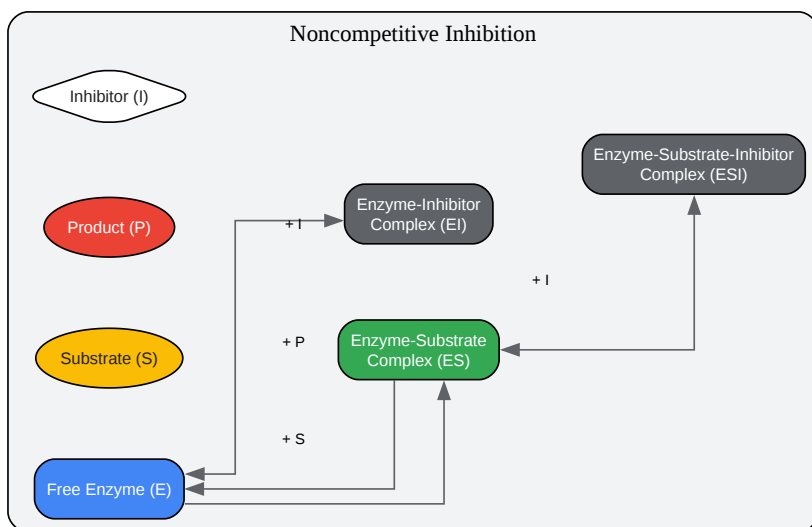 Noncompetitive Inhibition
Inhibitor (I)
Enzyme-Substrate-Inhibitor
Complex (ESI)
Enzyme-Inhibitor
Complex (EI)
Product (P)
+ I
+ I
+ P
Enzyme-Substrate
Complex (ES)
Substrate (S)
+ S
Free Enzyme (E)